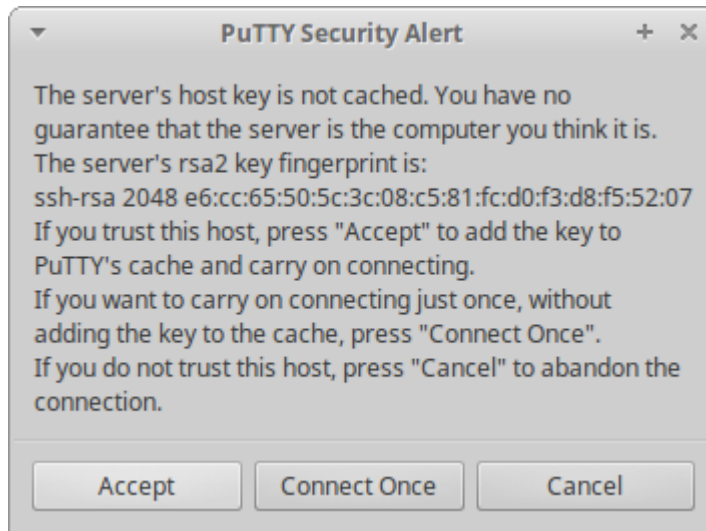 PuTTY Security Alert
The server's host key is not cached. You have no
guarantee that the server is the computer you think it is.
The server's rsa2 key fingerprint is:
ssh-rsa 2048 e6:cc:65:50:5c:3c:08:c5:81:fc:d0:f3:d8:f5:52:07
If you trust this host, press "Accept" to add the key to
PuTTY's cache and carry on connecting.
If you want to carry on connecting just once, without
adding the key to the cache, press "Connect Once".
If you do not trust this host, press "Cancel" to abandon the
connection.
Accept
Connect Once
Cancel